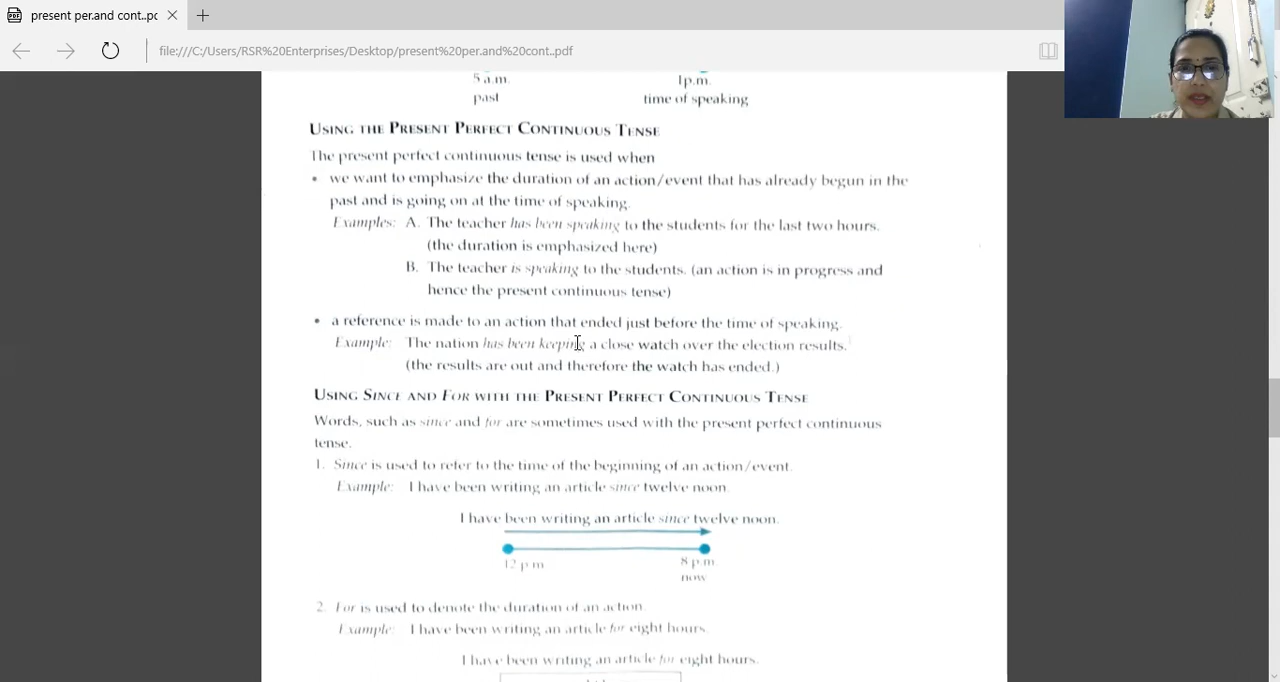 present per.and cont..pc
file:///C:/Users/RSR%20Enterprises/Desktop/present%20per.and%20cont..pdf
5 a.m. 1p.m.
past time of speaking
USING THE PRESENT PERFECT CONTINUOUS TENSE
The present perfect continuous tense is used when
• we want to emphasize the duration of an action/event that has already begun in the
past and is going on at the time of speaking.
Examples: A. The teacher has been speaking to the students for the last two hours.
(the duration is emphasized here)
B. The teacher is speaking to the students. (an action is in progress and
hence the present continuous tense)
• a reference is made to an action that ended just before the time of speaking.
Example: The nation has been keeping a close watch over the election results.
(the results are out and therefore the watch has ended.)
USING SINCE AND FOR WITH THE PRESENT PERFECT CONTINUOUS TENSE
Words, such as since and for are sometimes used with the present perfect continuous
tense.
1. Since is used to refer to the time of the beginning of an action/event.
Example: I have been writing an article since twelve noon.
I have been writing an article since twelve noon.
12 p.m. 8 p.m.
now
2. For is used to denote the duration of an action.
Example: I have been writing an article for eight hours.
I have been writing an article for eight hours.